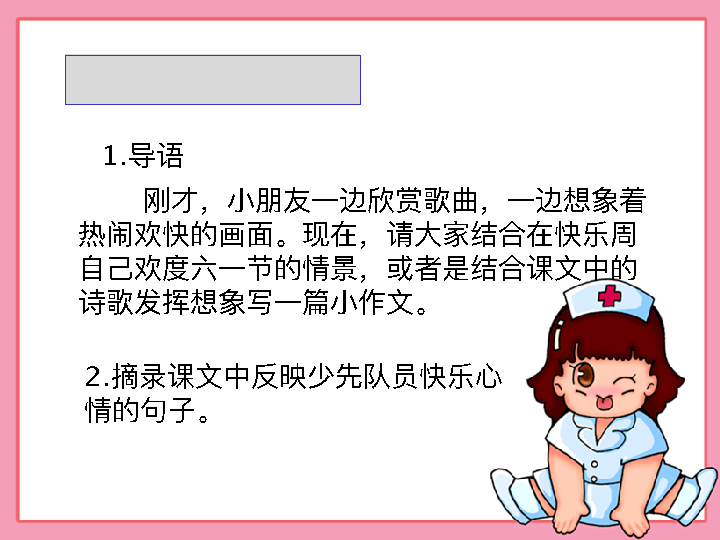 1.导语
刚才，小朋友一边欣赏歌曲，一边想象着
热闹欢快的画面。现在，请大家结合在快乐周
自己欢度六一节的情景，或者是结合课文中的
诗歌发挥想象写一篇小作文。
2.摘录课文中反映少先队员快乐心
情的句子。